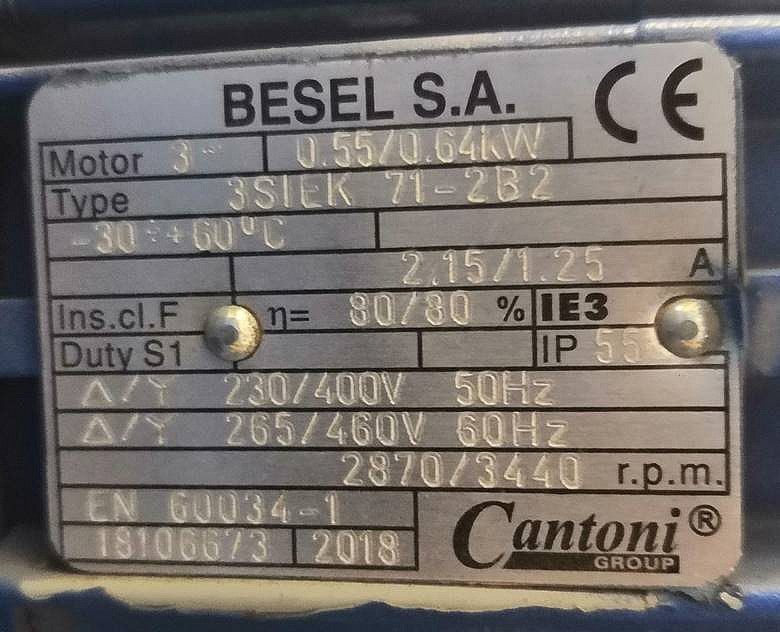 BESEL S.A. CE
Motor 3~ 0.55/0.64kW
Type 3SIEK 71-2B2
-30÷+60°C
2.15/1.25 A
Ins.cl.F η= 80/80 % IE3
Duty S1 IP 55
Δ/Y 230/400V 50Hz
Δ/Y 265/460V 60Hz
2870/3440 r.p.m.
EN 60034-1
18106673 2018
Cantoni®
GROUP